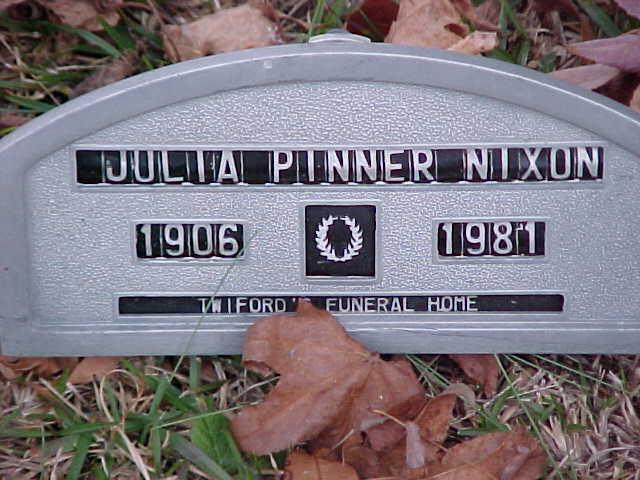 JULIA PINNER NIXON
1906 1981
TWIFORD'S FUNERAL HOME